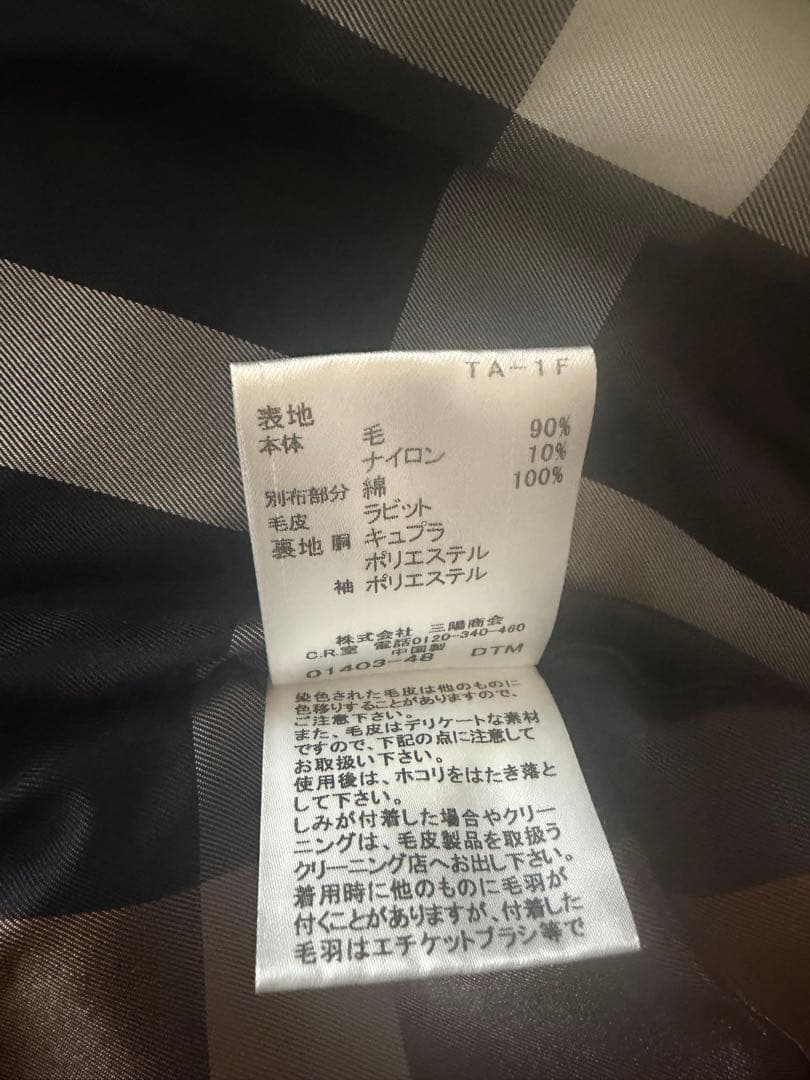 TA-1F
表地
本体 毛 90%
ナイロン 10%
別布部分 綿 100%
毛皮 ラビット
裏地 胴 キュプラ
ポリエステル
袖 ポリエステル
株式会社 三陽商会
C.R.室 電話0120-340-460
中国製
01403-48 DTM
染色された毛皮は他のものに
色移りすることがありますので、
ご注意下さい。
また、毛皮はデリケートな素材
ですので、下記の点に注意して
お取扱い下さい。
使用後は、ホコリをはたき落と
して下さい。
しみが付着した場合やクリー
ニングは、毛皮製品を取扱う
クリーニング店へお出し下さい。
着用時に他のものに毛羽が
付くことがありますが、付着した
毛羽はエチケットブラシ等で